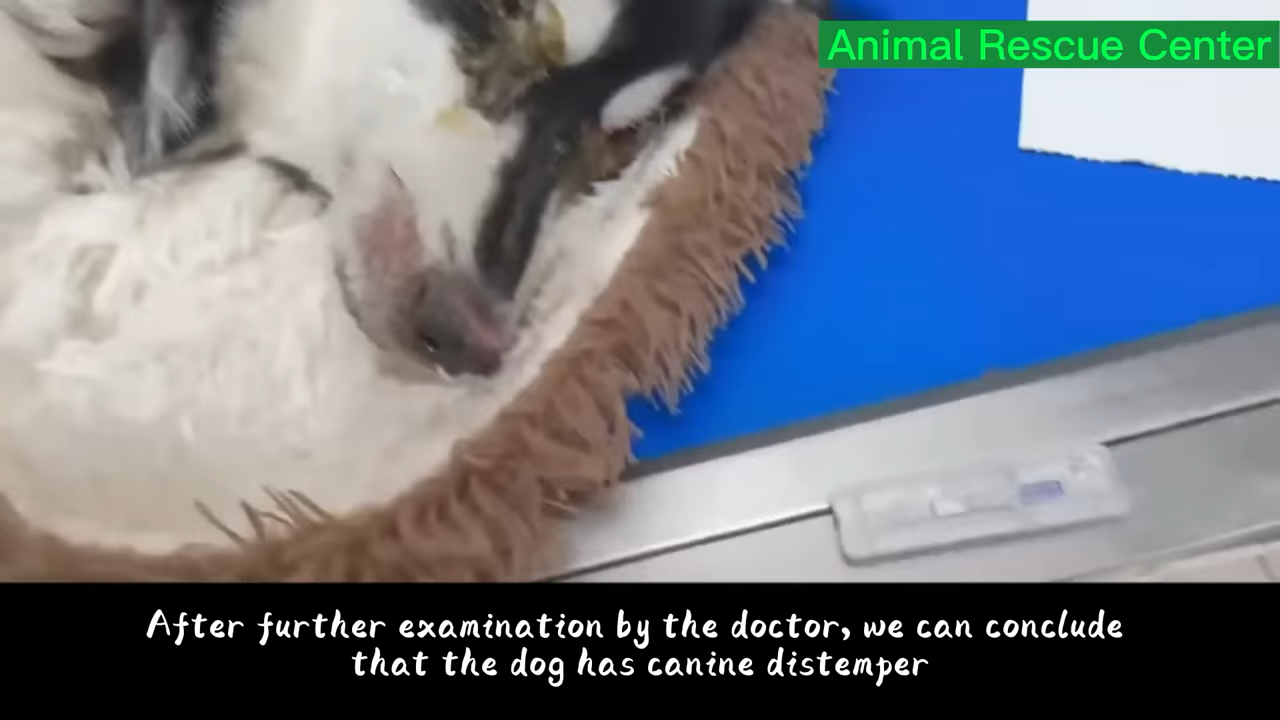 Animal Rescue Center
After further examination by the doctor, we can conclude
that the dog has canine distemper